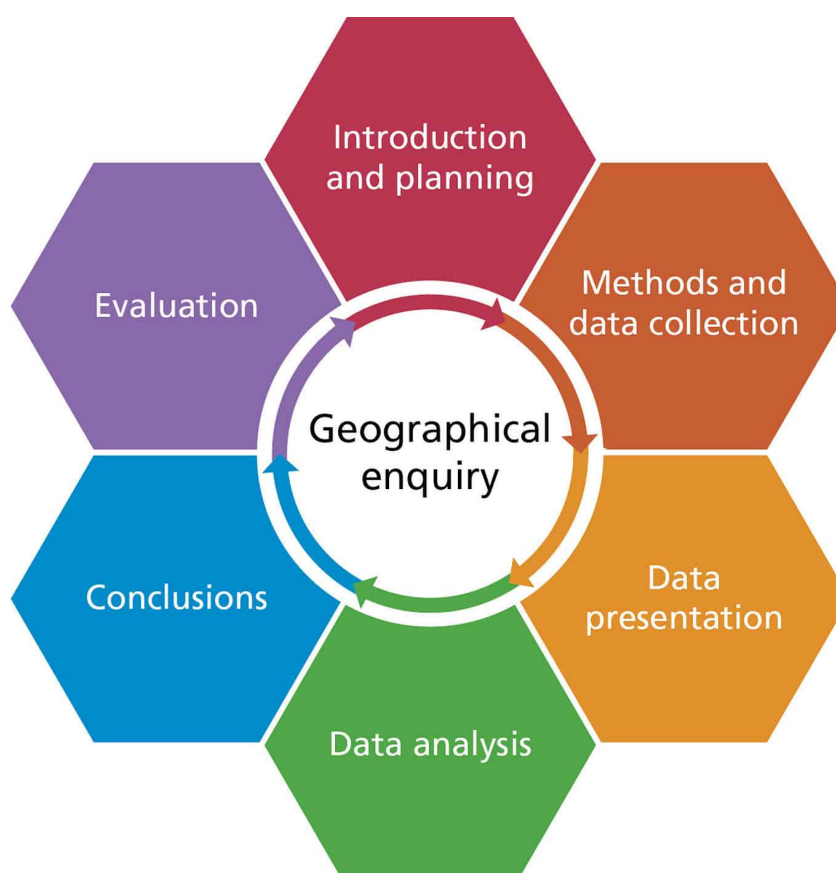 Introduction
and planning
Methods and
data collection
Data
presentation
Data analysis
Conclusions
Evaluation
Geographical
enquiry